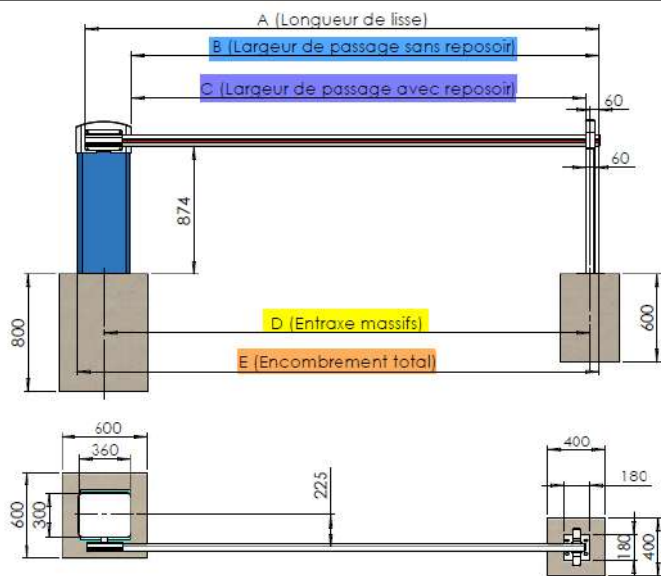 A (Longueur de lisse)
B (Largeur de passage sans reposoir)
C (Largeur de passage avec reposoir)
60
60
874
800
D (Entraxe massifs)
600
E (Encombrement total)
600
400
360
180
225
600
300
180
400